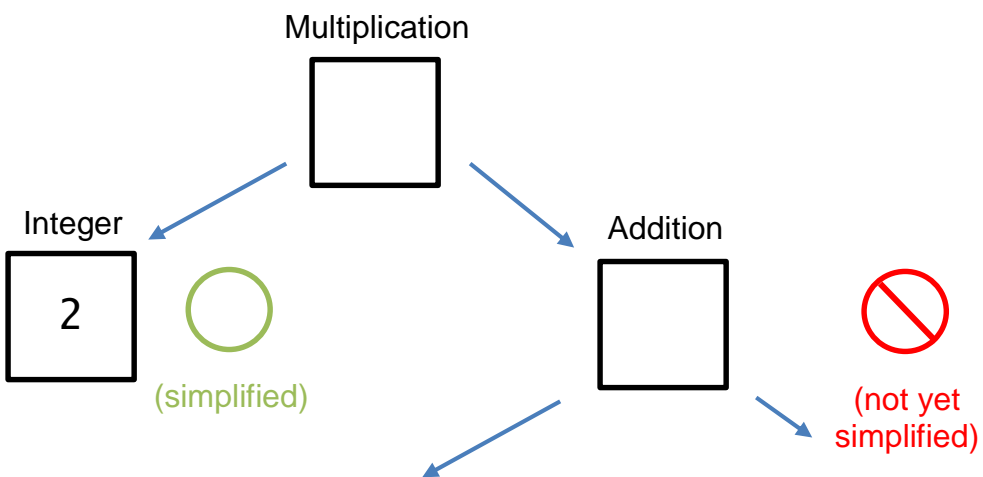 Multiplication
Integer
Addition
2
(simplified)
(not yet
simplified)